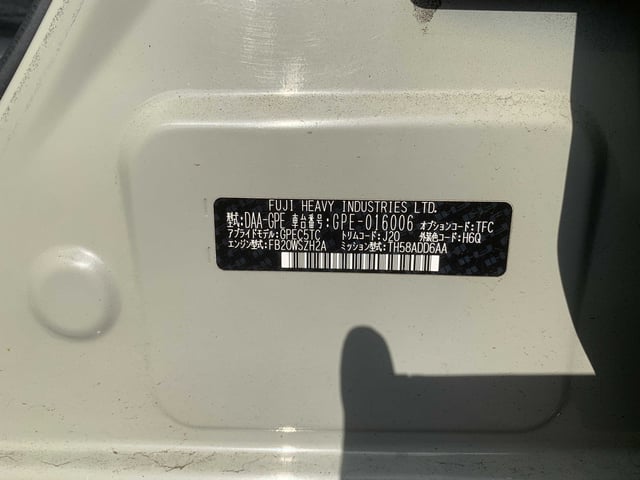 FUJI HEAVY INDUSTRIES LTD.
型式:DAA-GPE 車台番号:GPE-016006 オプションコード:TFC
アプライドモデル:GPEC5TC トリムコード:J20 外装色コード:H6Q
エンジン型式:FB20WSZH2A ミッション型式:TH58ADD6AA